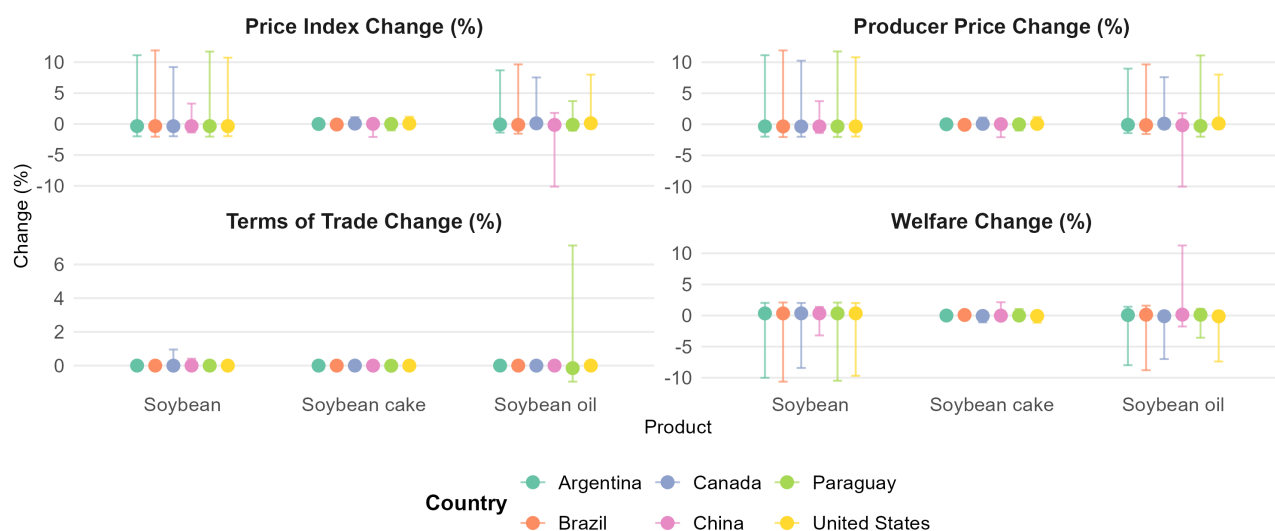 Price Index Change (%)
Producer Price Change (%)
10
5
0
-5
-10
10
5
0
-5
-10
Change (%)
Terms of Trade Change (%)
Welfare Change (%)
6
4
2
0
10
5
0
-5
-10
Soybean
Soybean cake
Soybean oil
Soybean
Soybean cake
Soybean oil
Product
Country
Argentina
Canada
Paraguay
Brazil
China
United States